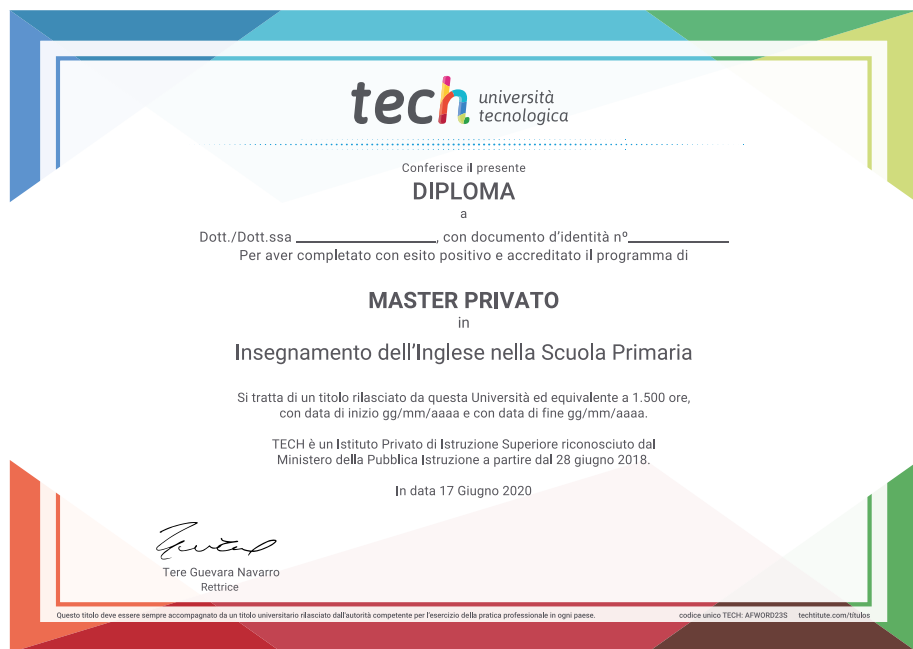 tech università
tecnologica
Conferisce il presente
DIPLOMA
a
Dott./Dott.ssa ________________, con documento d'identità nº____________
Per aver completato con esito positivo e accreditato il programma di
MASTER PRIVATO
in
Insegnamento dell'Inglese nella Scuola Primaria
Si tratta di un titolo rilasciato da questa Università ed equivalente a 1.500 ore,
con data di inizio gg/mm/aaaa e con data di fine gg/mm/aaaa.
TECH è un Istituto Privato di Istruzione Superiore riconosciuto dal
Ministero della Pubblica Istruzione a partire dal 28 giugno 2018.
In data 17 Giugno 2020
Tere Guevara Navarro
Rettrice
Questo titolo deve essere sempre accompagnato da un titolo universitario rilasciato dall'autorità competente per l'esercizio della pratica professionale in ogni paese. codice unico TECH: AFWORD23S techtitute.com/titulos